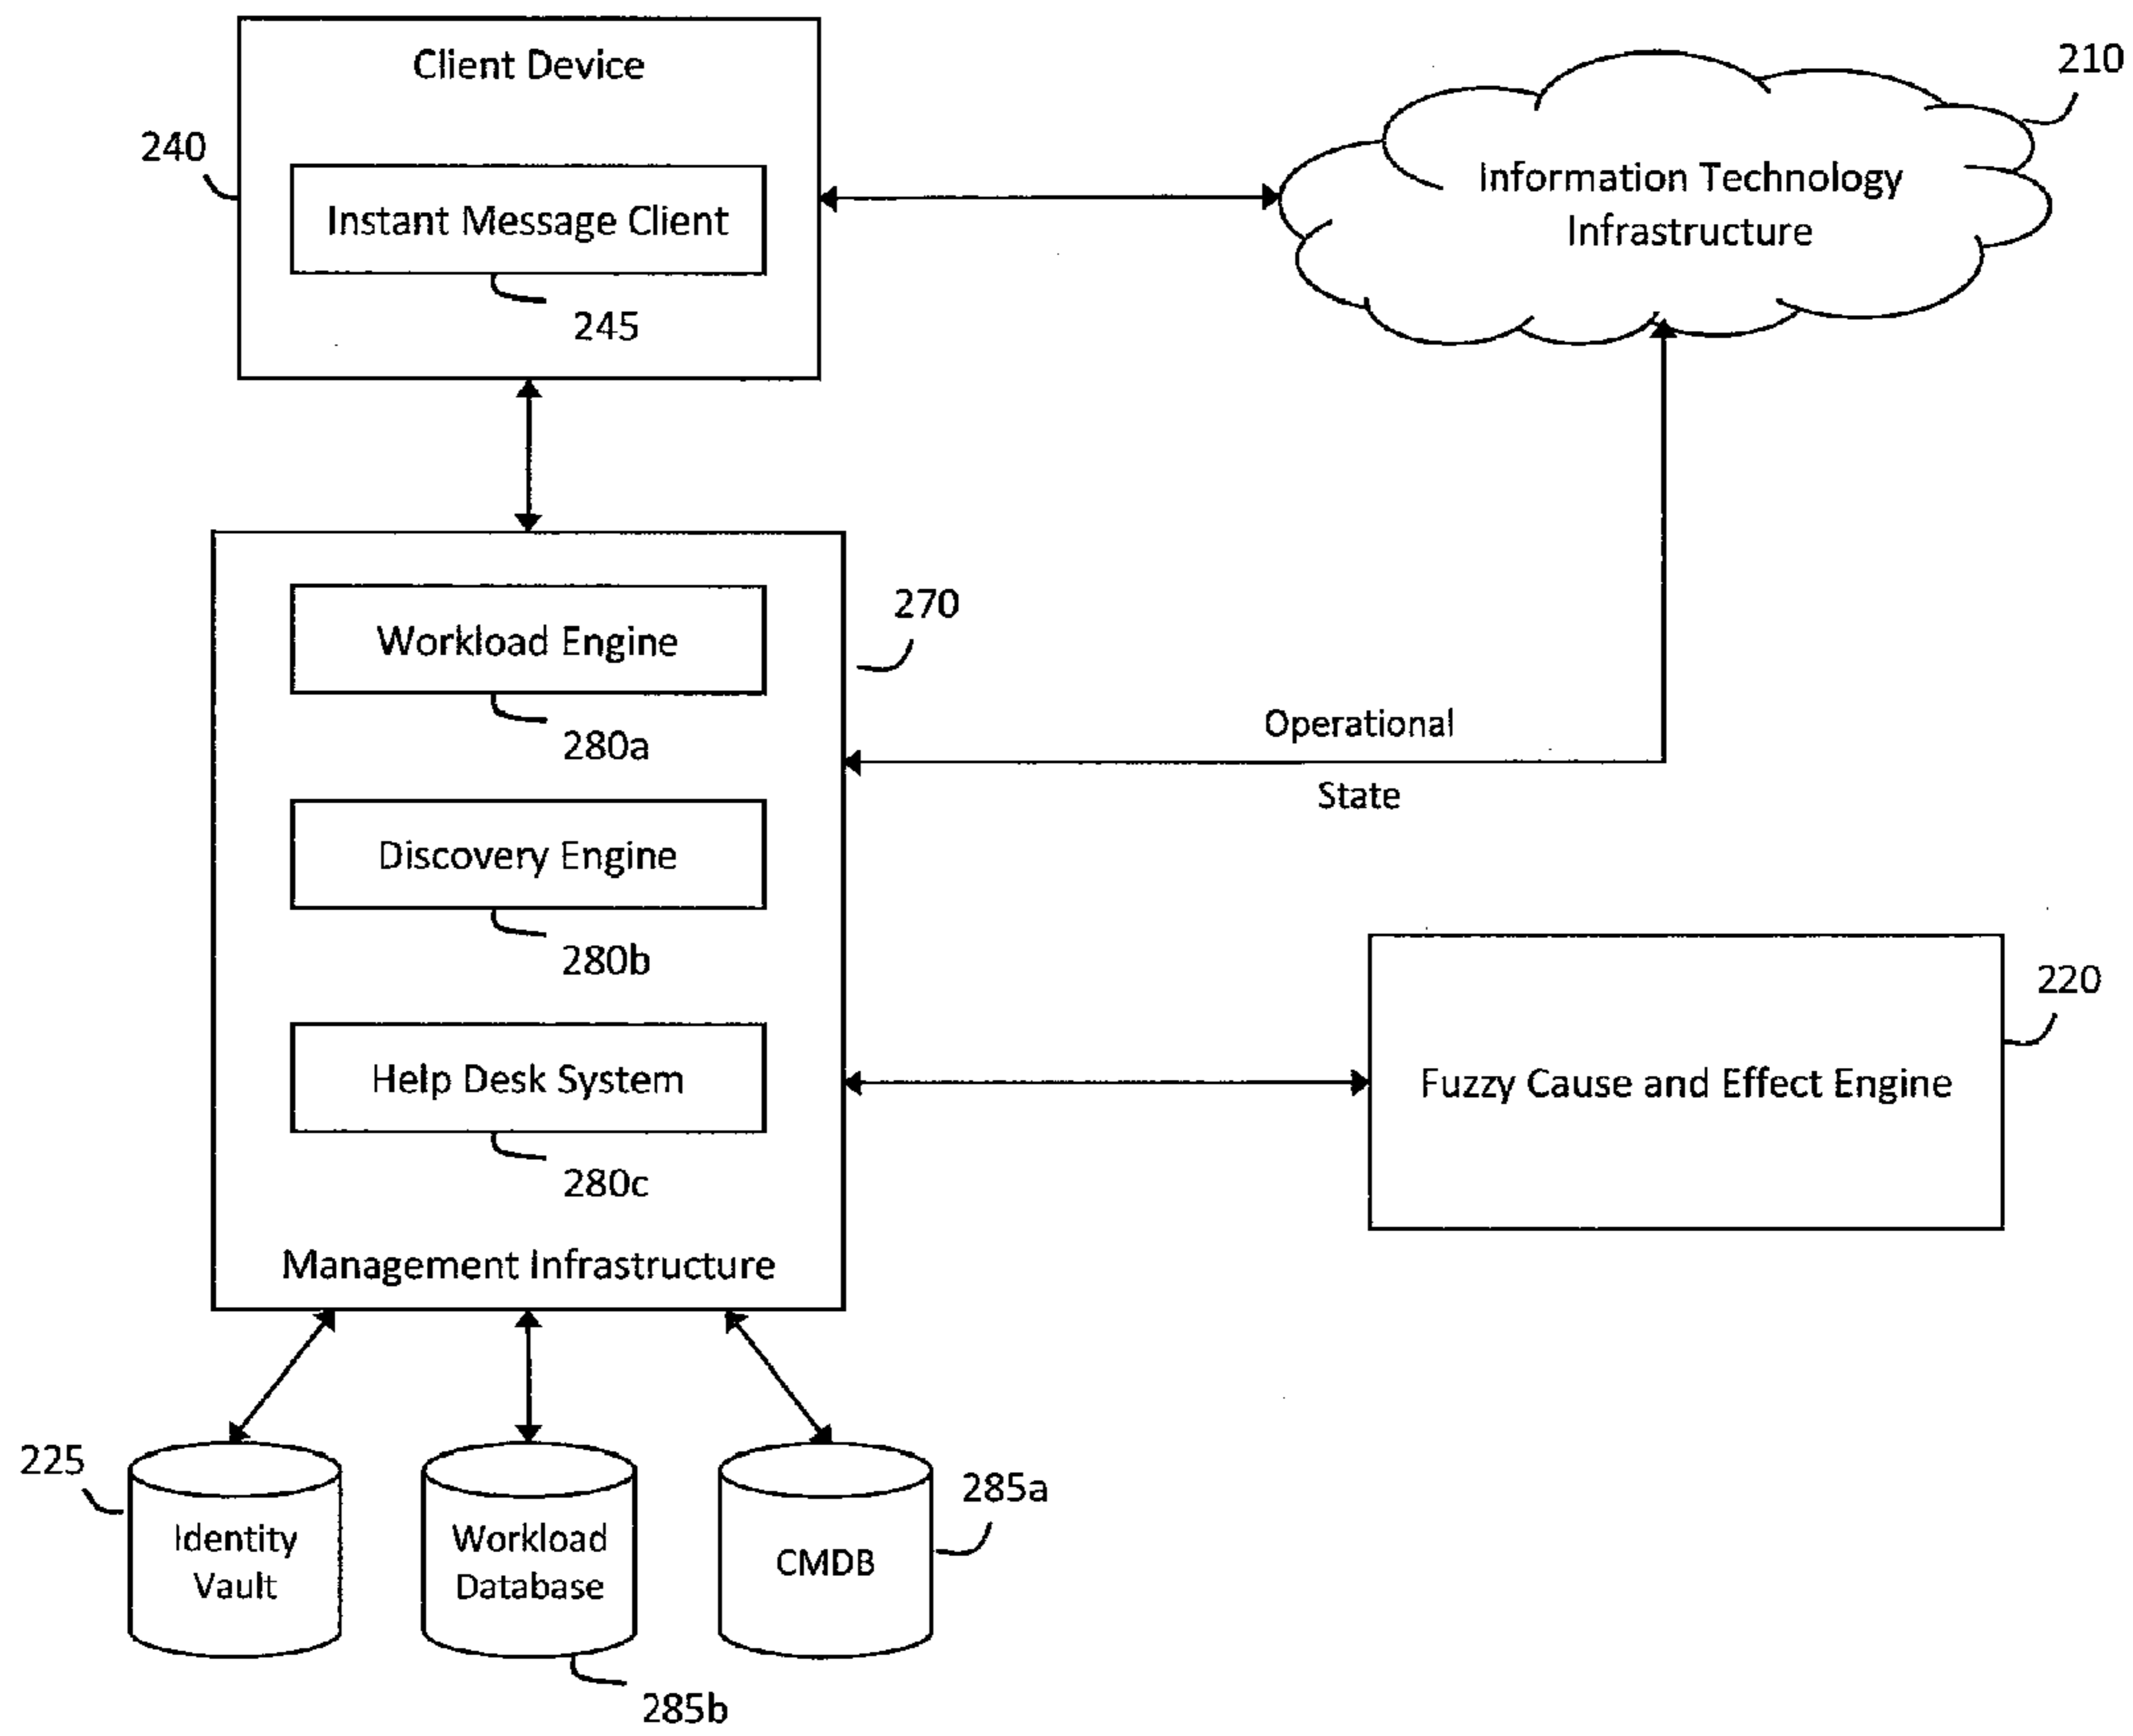 Client Device
240
Instant Message Client
245
210
Information Technology
Infrastructure
270
Workload Engine
280a
Operational
State
Discovery Engine
280b
220
Help Desk System
280c
Fuzzy Cause and Effect Engine
Management Infrastructure
225
Identity
Vault
Workload
Database
285b
CMDB
285a